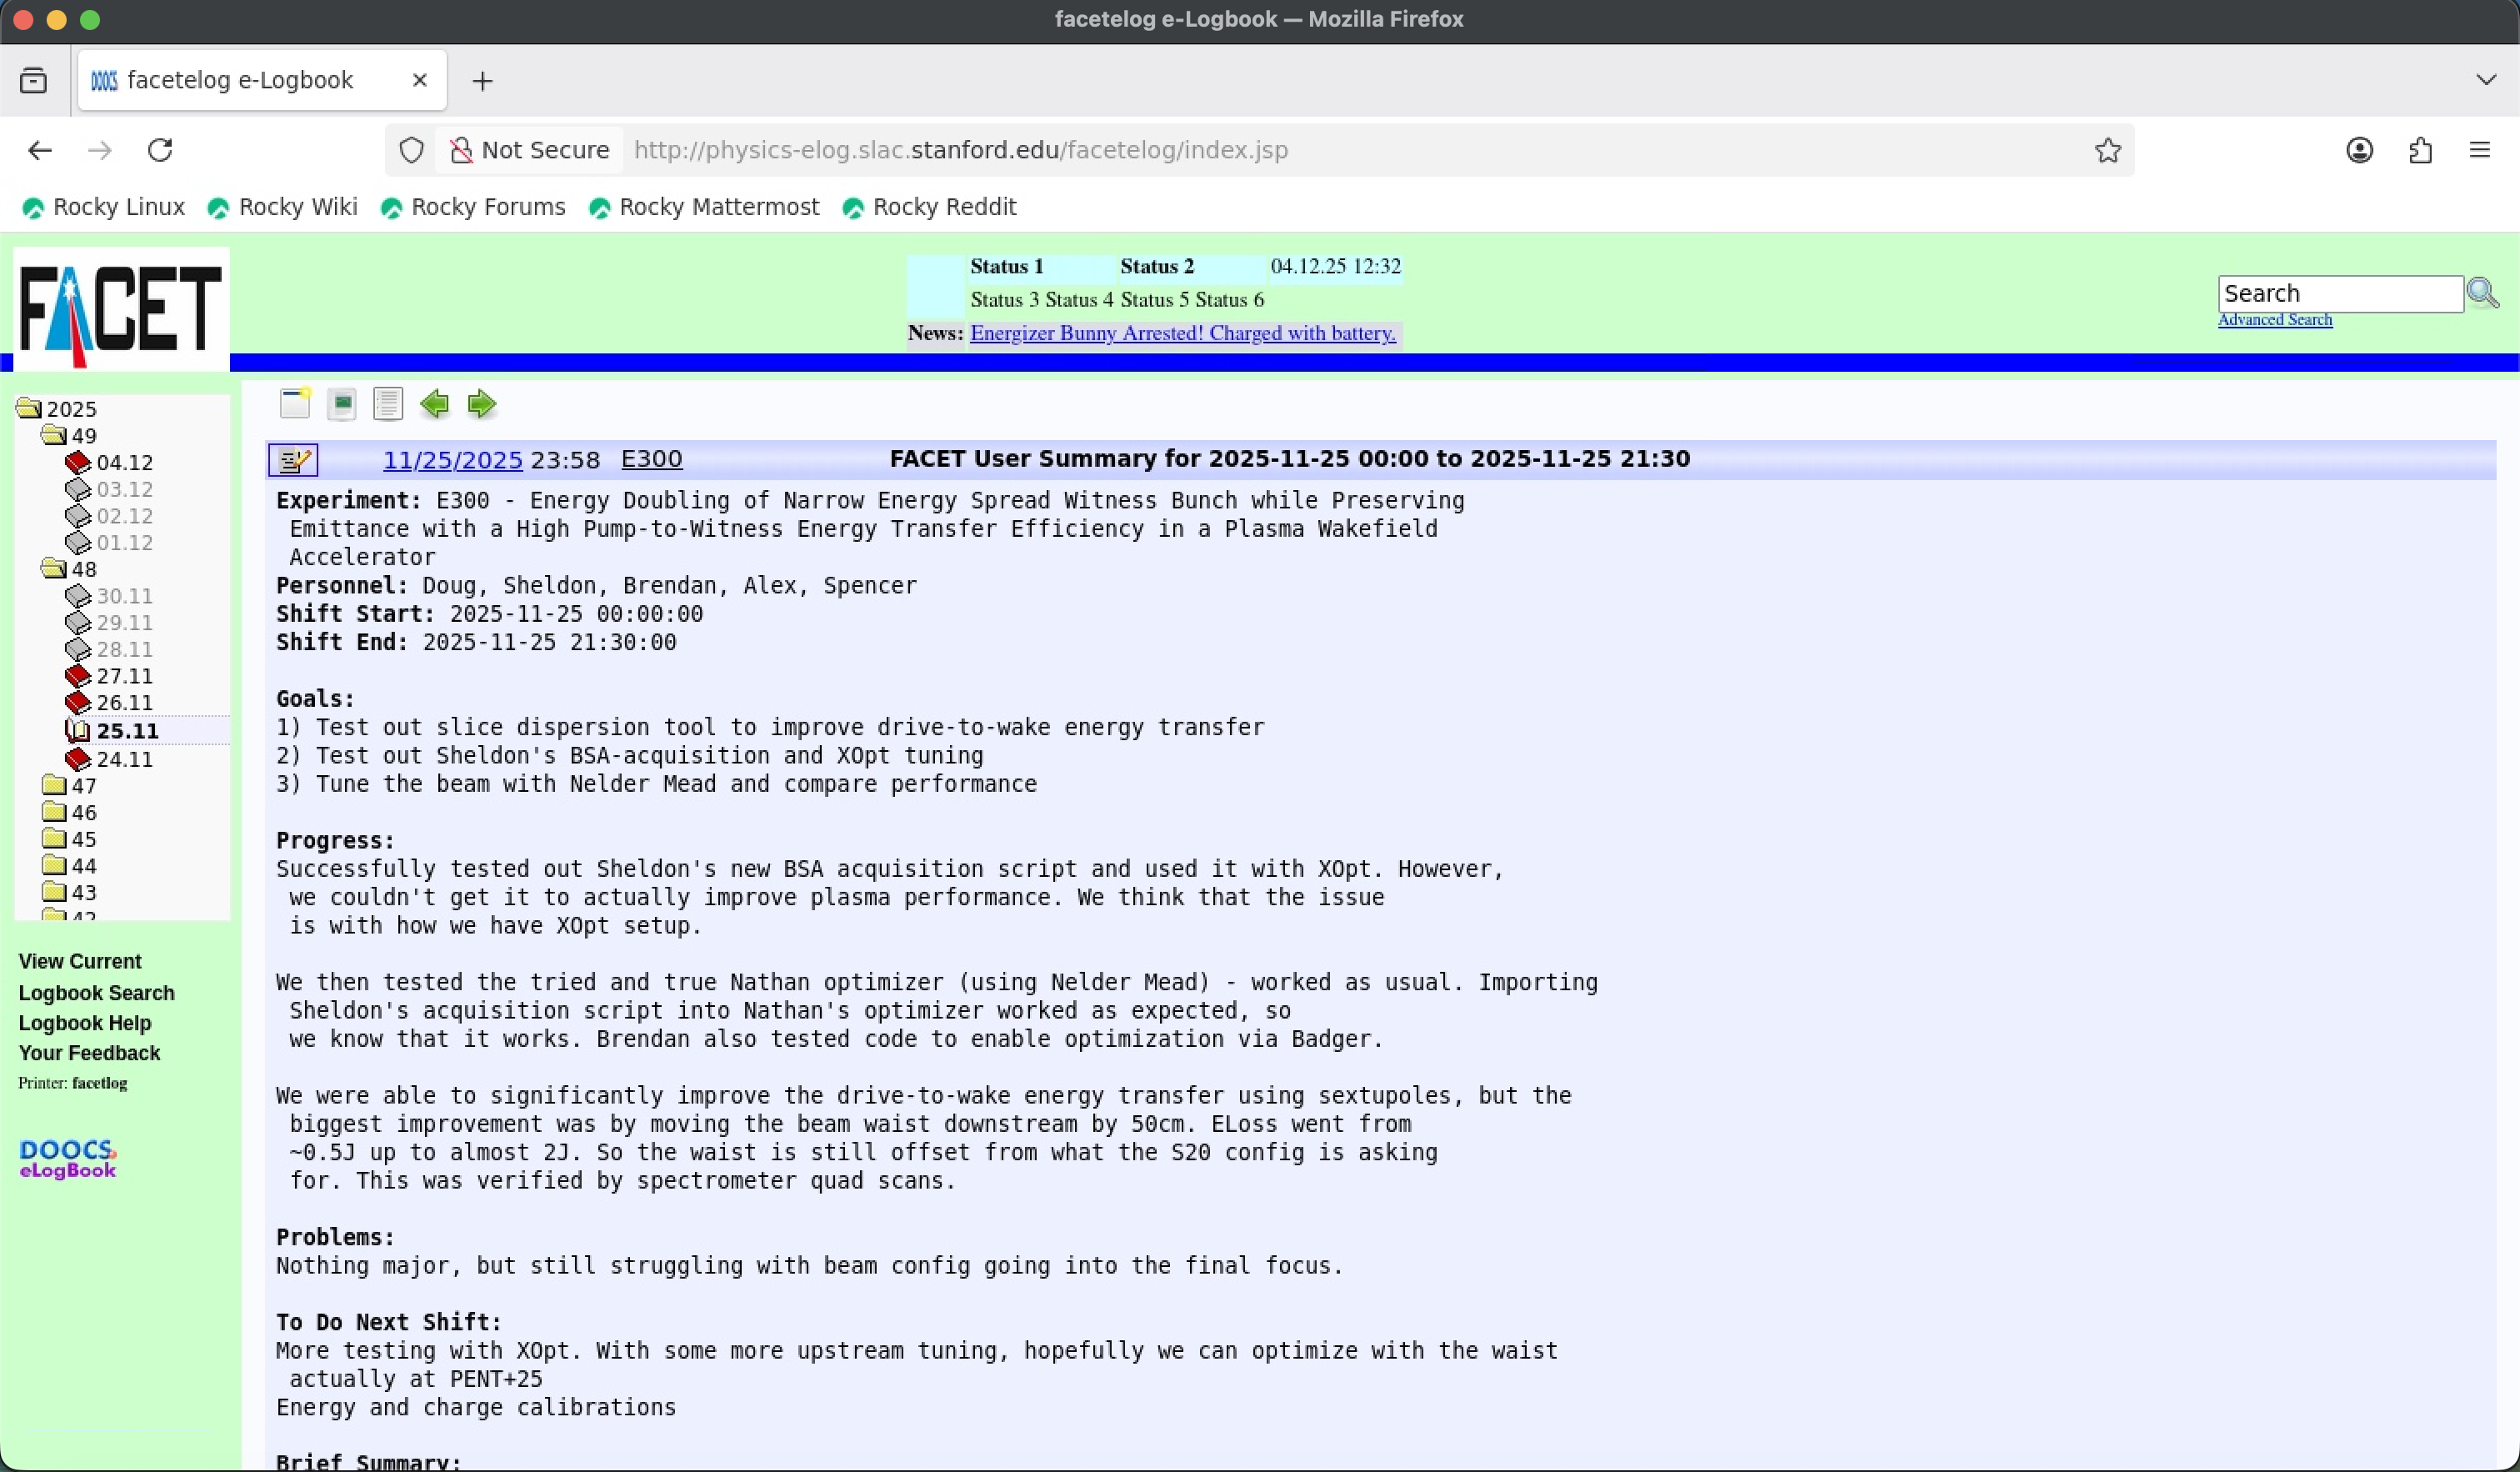 facetelog e-Logbook — Mozilla Firefox
DOOCS facetelog e-Logbook
Not Secure http://physics-elog.slac.stanford.edu/facetelog/index.jsp
Rocky Linux Rocky Wiki Rocky Forums Rocky Mattermost Rocky Reddit
FACET
Status 1 Status 2 04.12.25 12:32
Status 3 Status 4 Status 5 Status 6
News: Energizer Bunny Arrested! Charged with battery.
Search
Advanced Search
2025
49
04.12
03.12
02.12
01.12
48
30.11
29.11
28.11
27.11
26.11
25.11
24.11
47
46
45
44
43
42
View Current
Logbook Search
Logbook Help
Your Feedback
Printer: facetlog
DOOCS
eLogBook
11/25/2025 23:58 E300 FACET User Summary for 2025-11-25 00:00 to 2025-11-25 21:30
Experiment: E300 - Energy Doubling of Narrow Energy Spread Witness Bunch while Preserving
Emittance with a High Pump-to-Witness Energy Transfer Efficiency in a Plasma Wakefield
Accelerator
Personnel: Doug, Sheldon, Brendan, Alex, Spencer
Shift Start: 2025-11-25 00:00:00
Shift End: 2025-11-25 21:30:00
Goals:
1) Test out slice dispersion tool to improve drive-to-wake energy transfer
2) Test out Sheldon's BSA-acquisition and XOpt tuning
3) Tune the beam with Nelder Mead and compare performance
Progress:
Successfully tested out Sheldon's new BSA acquisition script and used it with XOpt. However,
we couldn't get it to actually improve plasma performance. We think that the issue
is with how we have XOpt setup.
We then tested the tried and true Nathan optimizer (using Nelder Mead) - worked as usual. Importing
Sheldon's acquisition script into Nathan's optimizer worked as expected, so
we know that it works. Brendan also tested code to enable optimization via Badger.
We were able to significantly improve the drive-to-wake energy transfer using sextupoles, but the
biggest improvement was by moving the beam waist downstream by 50cm. ELoss went from
~0.5J up to almost 2J. So the waist is still offset from what the S20 config is asking
for. This was verified by spectrometer quad scans.
Problems:
Nothing major, but still struggling with beam config going into the final focus.
To Do Next Shift:
More testing with XOpt. With some more upstream tuning, hopefully we can optimize with the waist
actually at PENT+25
Energy and charge calibrations
Brief Summary: